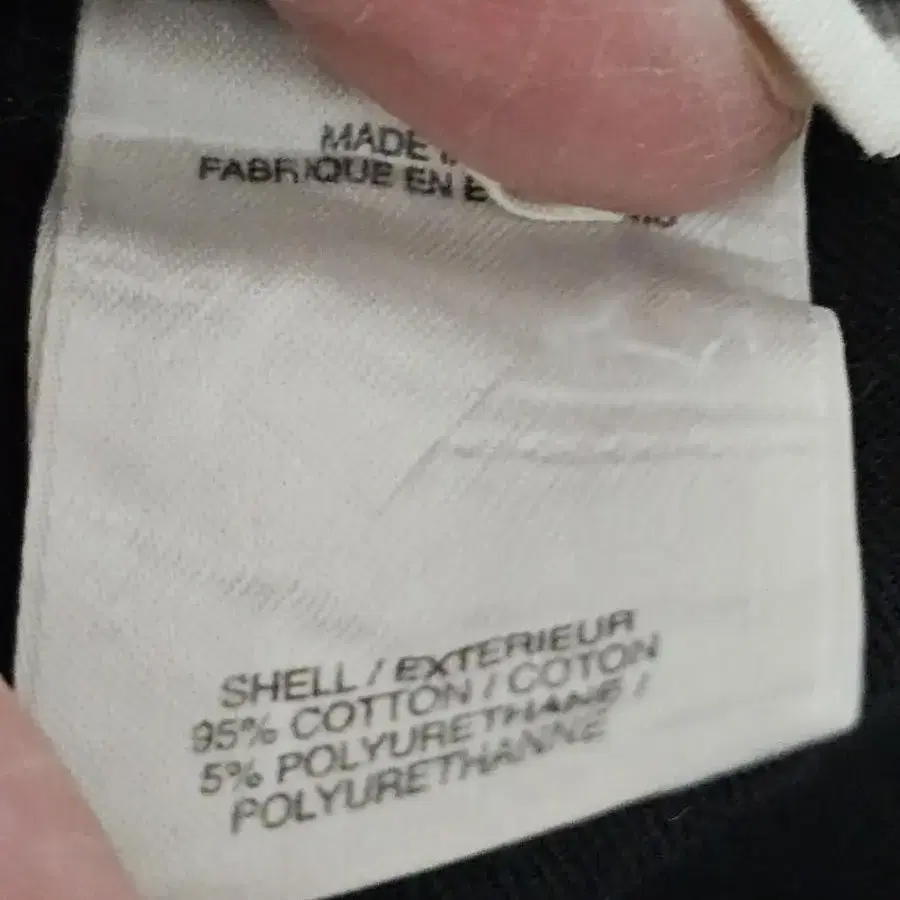 MADE
FABRIQUE EN
SHELL / EXTERIEUR
95% COTTON / COTON
5% POLYURETHANE /
POLYURETHANNE